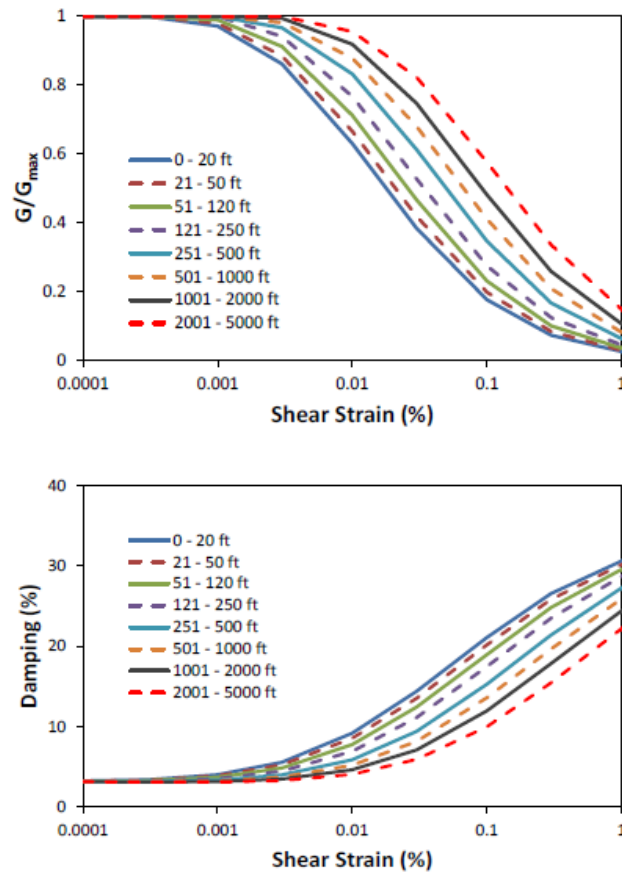 1
0.8
0.6
0.4
0.2
0
G/Gmax
0 - 20 ft
21 - 50 ft
51 - 120 ft
121 - 250 ft
251 - 500 ft
501 - 1000 ft
1001 - 2000 ft
2001 - 5000 ft
0.0001 0.001 0.01 0.1 1
Shear Strain (%)
40
30
20
10
0
Damping (%)
0 - 20 ft
21 - 50 ft
51 - 120 ft
121 - 250 ft
251 - 500 ft
501 - 1000 ft
1001 - 2000 ft
2001 - 5000 ft
0.0001 0.001 0.01 0.1 1
Shear Strain (%)